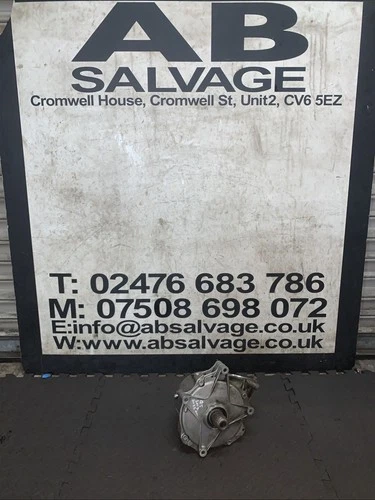 AB
SALVAGE
Cromwell House, Cromwell St, Unit2, CV6 5EZ
T: 02476 683 786
M: 07508 698 072
E:info@absalvage.co.uk
W:www.absalvage.co.uk